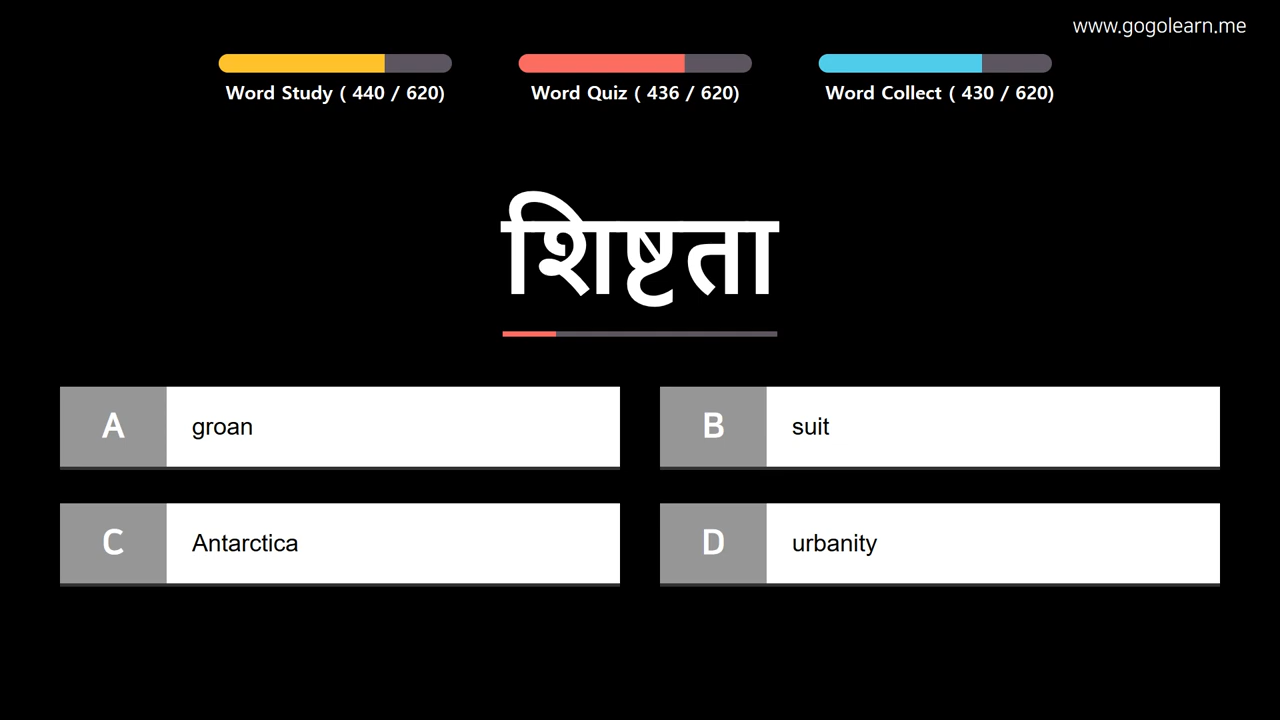 www.gogolearn.me
Word Study ( 440 / 620)
Word Quiz ( 436 / 620)
Word Collect ( 430 / 620)
शिष्टता
A groan
B suit
C Antarctica
D urbanity